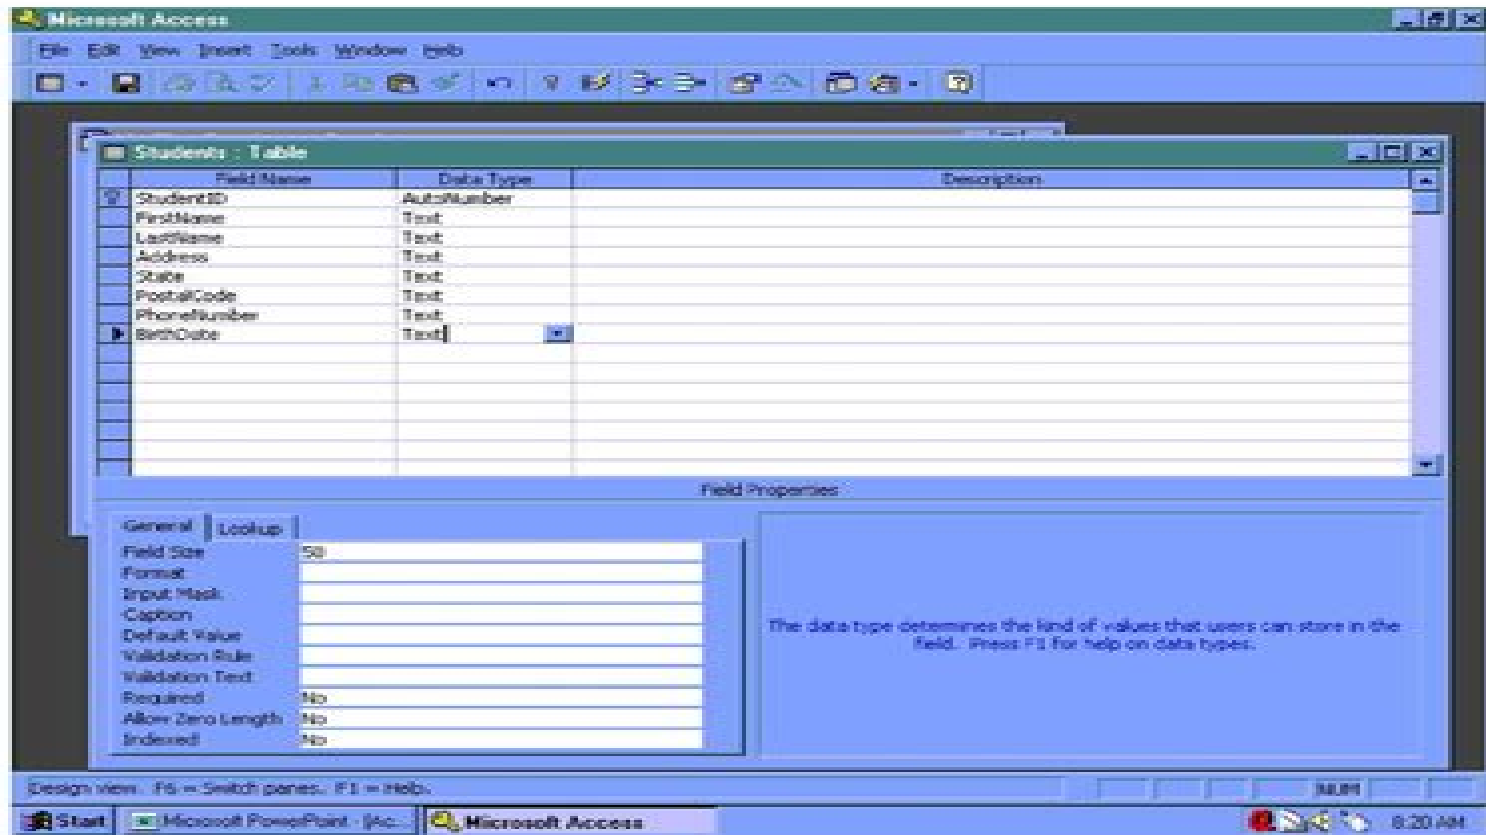 Microsoft Access
File Edit View Insert Tools Window Help
Students : Table
Field Name Data Type Description
StudentID AutoNumber
FirstName Text
LastName Text
Address Text
State Text
PostalCode Text
PhoneNumber Text
BirthDate Text
Field Properties
General Lookup
Field Size 50
Format
Input Mask
Caption
Default Value
Validation Rule
Validation Text
Required No
Allow Zero Length No
Indexed No
The data type determines the kind of values that users can store in the
field. Press F1 for help on data types.
Design view. F6 = Switch panes. F1 = Help.
NUM
Start Microsoft PowerPoint - [Ac... Microsoft Access 8:20 AM